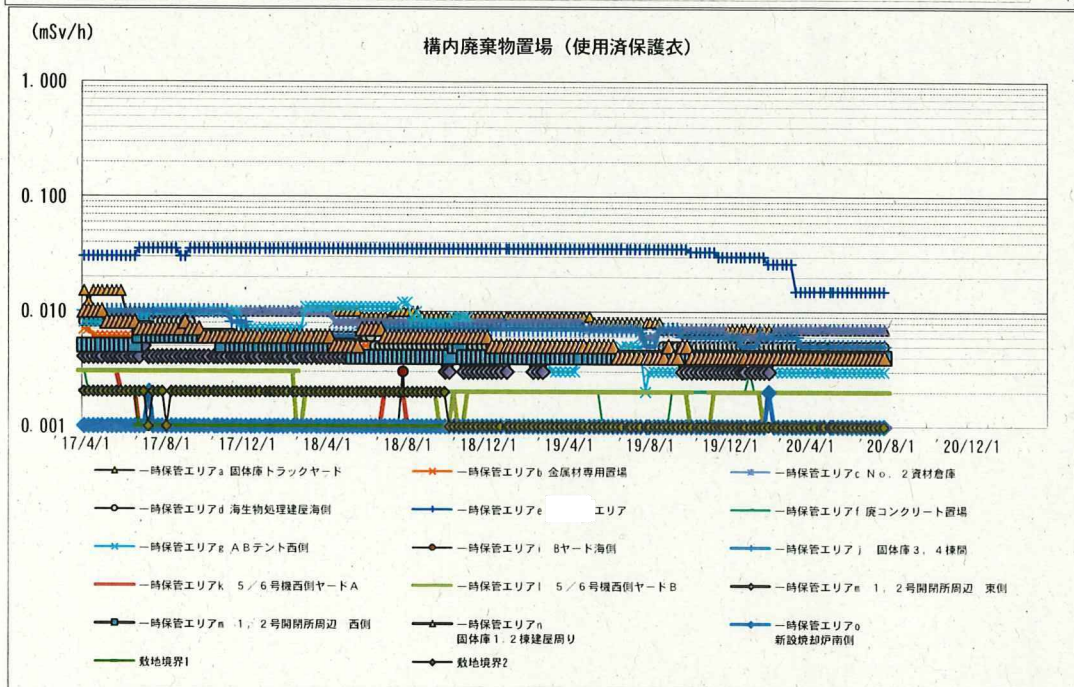 (mSv/h)
構内廃棄物置場（使用済保護衣）
1.000
0.100
0.010
0.001
17/4/1 17/8/1 17/12/1 18/4/1 18/8/1 18/12/1 19/4/1 19/8/1 19/12/1 20/4/1 20/8/1 20/12/1
一時保管エリアa 固体庫トラックヤード
一時保管エリアb 金属材専用置場
一時保管エリアc No．2資材倉庫
一時保管エリアd 海生物処理建屋海側
一時保管エリアe エリア
一時保管エリアf 廃コンクリート置場
一時保管エリアg ABテント西側
一時保管エリアi Bヤード海側
一時保管エリアj 固体庫3，4棟間
一時保管エリアk 5／6号機西側ヤードA
一時保管エリアl 5／6号機西側ヤードB
一時保管エリアm 1，2号開閉所周辺 東側
一時保管エリアm 1，2号開閉所周辺 西側
一時保管エリアn
固体庫1.2棟建屋周り
一時保管エリアo
新設焼却炉南側
敷地境界1
敷地境界2